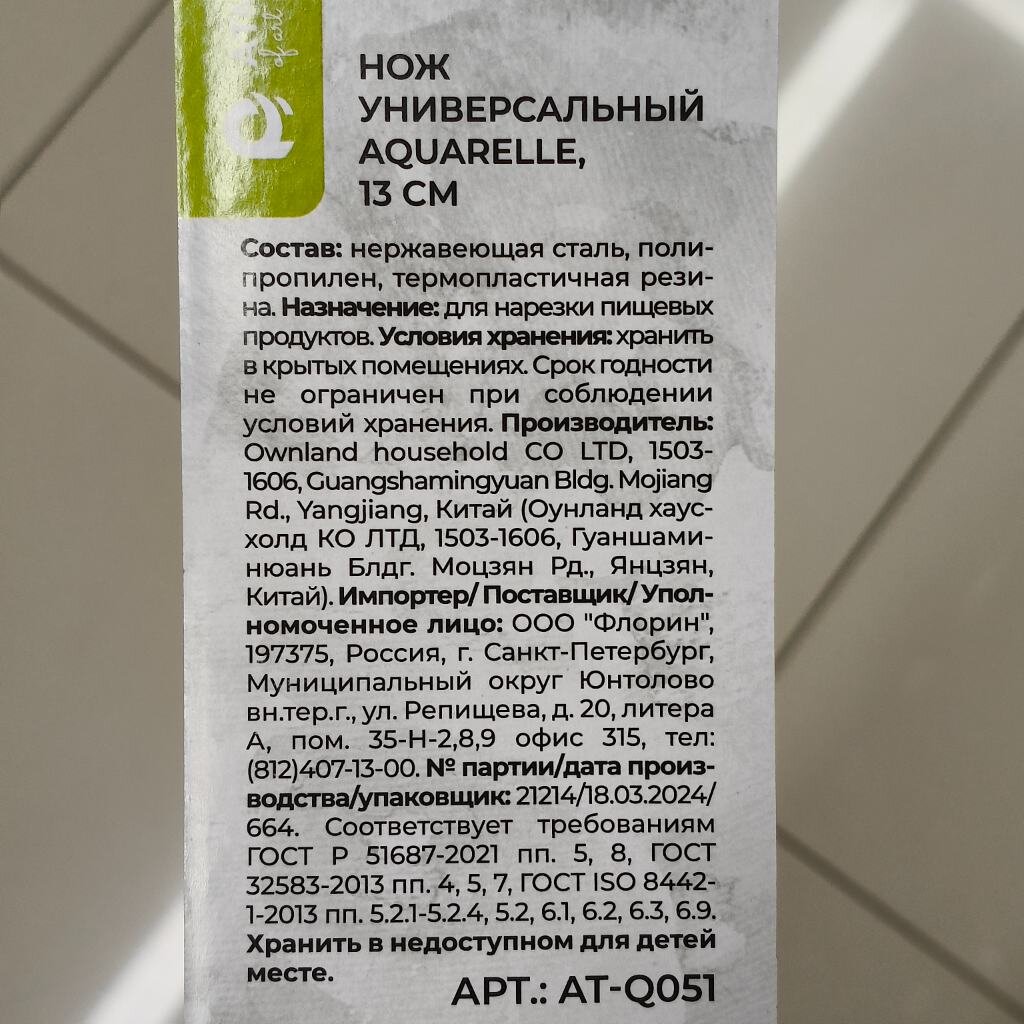 of art
НОЖ
УНИВЕРСАЛЬНЫЙ
AQUARELLE,
13 СМ
Состав: нержавеющая сталь, поли-
пропилен, термопластичная рези-
на. Назначение: для нарезки пищевых
продуктов. Условия хранения: хранить
в крытых помещениях. Срок годности
не ограничен при соблюдении
условий хранения. Производитель:
Ownland household CO LTD, 1503-
1606, Guangshamingyuan Bldg. Mojiang
Rd., Yangjiang, Китай (Оунланд хаус-
холд КО ЛТД, 1503-1606, Гуаншами-
нюань Блдг. Моцзян Рд., Янцзян,
Китай). Импортер/ Поставщик/ Упол-
номоченное лицо: ООО "Флорин",
197375, Россия, г. Санкт-Петербург,
Муниципальный округ Юнтолово
вн.тер.г., ул. Репищева, д. 20, литера
А, пом. 35-Н-2,8,9 офис 315, тел:
(812)407-13-00. № партии/дата произ-
водства/упаковщик: 21214/18.03.2024/
664. Соответствует требованиям
ГОСТ Р 51687-2021 пп. 5, 8, ГОСТ
32583-2013 пп. 4, 5, 7, ГОСТ ISO 8442-
1-2013 пп. 5.2.1-5.2.4, 5.2, 6.1, 6.2, 6.3, 6.9.
Хранить в недоступном для детей
месте.
АРТ.: AT-Q051